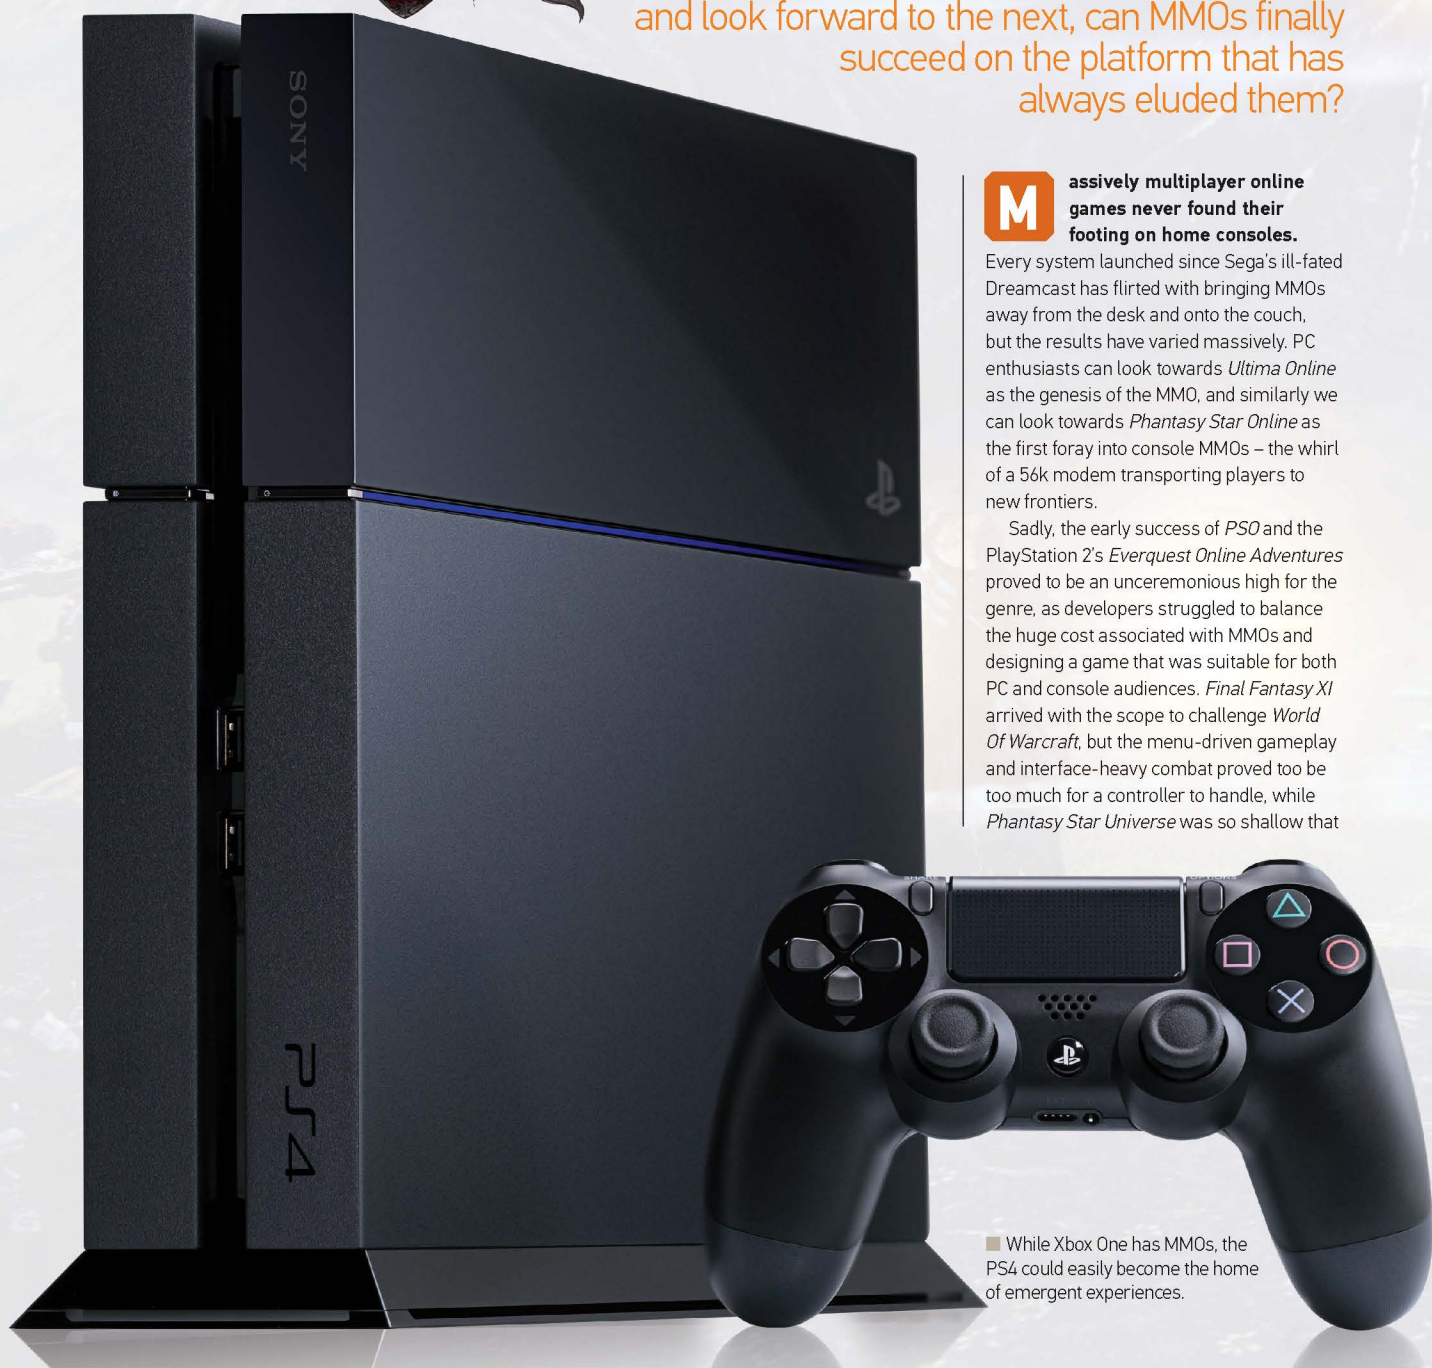 and look forward to the next, can MMOs finally
succeed on the platform that has
always eluded them?
SONY
Massively multiplayer online
games never found their
footing on home consoles.
Every system launched since Sega's ill-fated
Dreamcast has flirted with bringing MMOs
away from the desk and onto the couch,
but the results have varied massively. PC
enthusiasts can look towards Ultima Online
as the genesis of the MMO, and similarly we
can look towards Phantasy Star Online as
the first foray into console MMOs – the whirl
of a 56k modem transporting players to
new frontiers.
Sadly, the early success of PSO and the
PlayStation 2's Everquest Online Adventures
proved to be an unceremonious high for the
genre, as developers struggled to balance
the huge cost associated with MMOs and
designing a game that was suitable for both
PC and console audiences. Final Fantasy XI
arrived with the scope to challenge World
Of Warcraft, but the menu-driven gameplay
and interface-heavy combat proved too be
too much for a controller to handle, while
Phantasy Star Universe was so shallow that
SHARE
OPTIONS
PS4
While Xbox One has MMOs, the
PS4 could easily become the home
of emergent experiences.